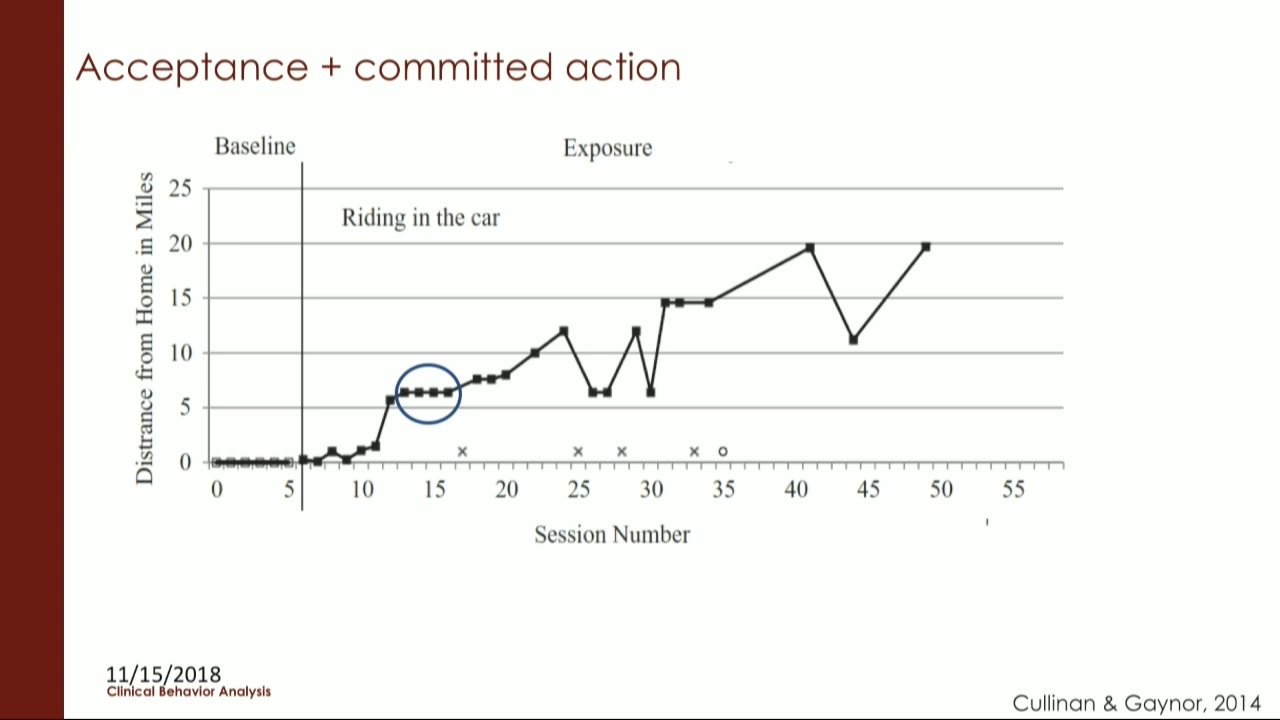 Acceptance + committed action
Baseline
Exposure
Riding in the car
Distrance from Home in Miles
25
20
15
10
5
0
0 5 10 15 20 25 30 35 40 45 50 55
Session Number
11/15/2018
Clinical Behavior Analysis
Cullinan & Gaynor, 2014